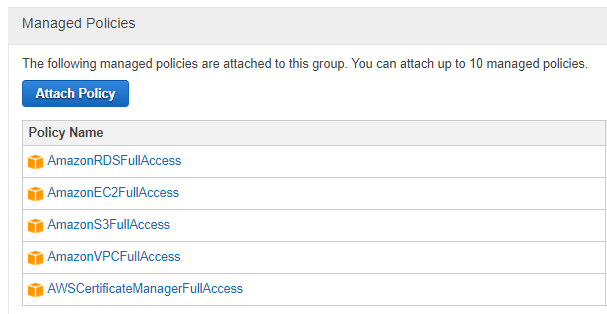 Managed Policies
The following managed policies are attached to this group. You can attach up to 10 managed policies.
Attach Policy
Policy Name
AmazonRDSFullAccess
AmazonEC2FullAccess
AmazonS3FullAccess
AmazonVPCFullAccess
AWSCertificateManagerFullAccess